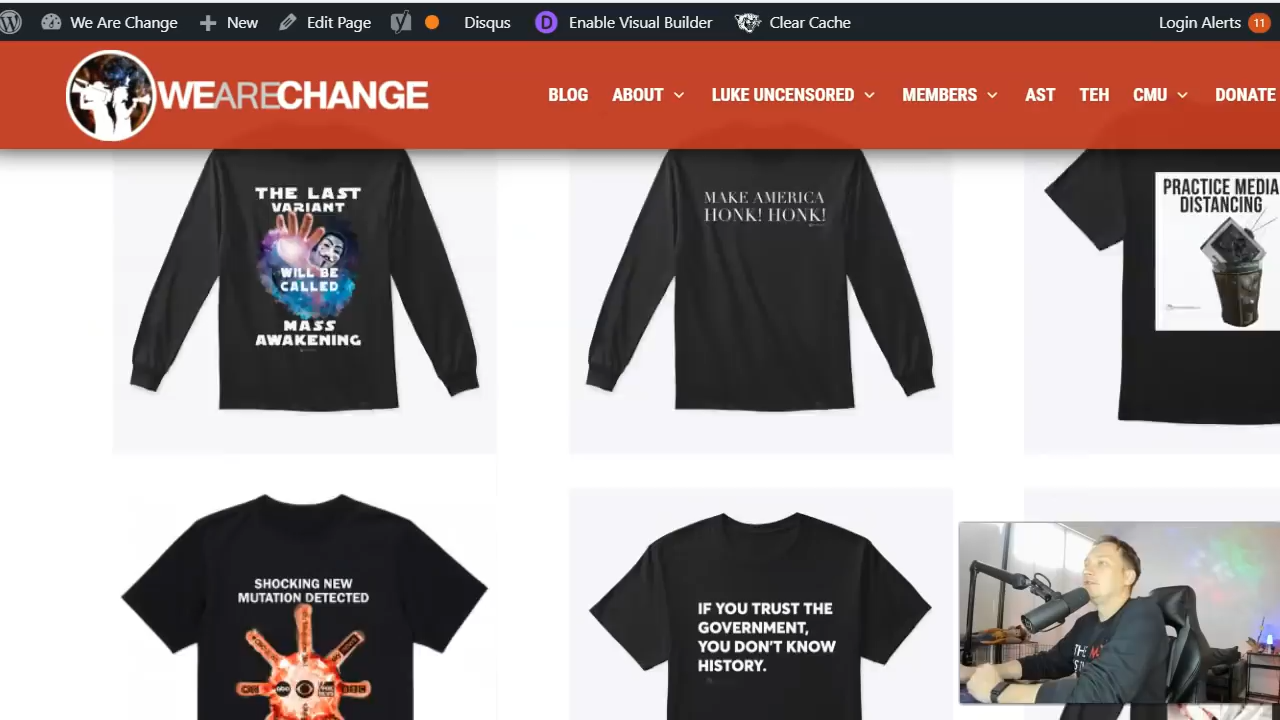 We Are Change
New
Edit Page
Disqus
D
Enable Visual Builder
Clear Cache
Login Alerts
11
WEARECHANGE
BLOG
ABOUT
LUKE UNCENSORED
MEMBERS
AST
TEH
CMU
DONATE
THE LAST
VARIANT
WILL BE
CALLED
MASS
AWAKENING
MAKE AMERICA
HONK! HONK!
PRACTICE MEDIA
DISTANCING
SHOCKING NEW
MUTATION DETECTED
abc
IF YOU TRUST THE
GOVERNMENT,
YOU DON'T KNOW
HISTORY.
THE